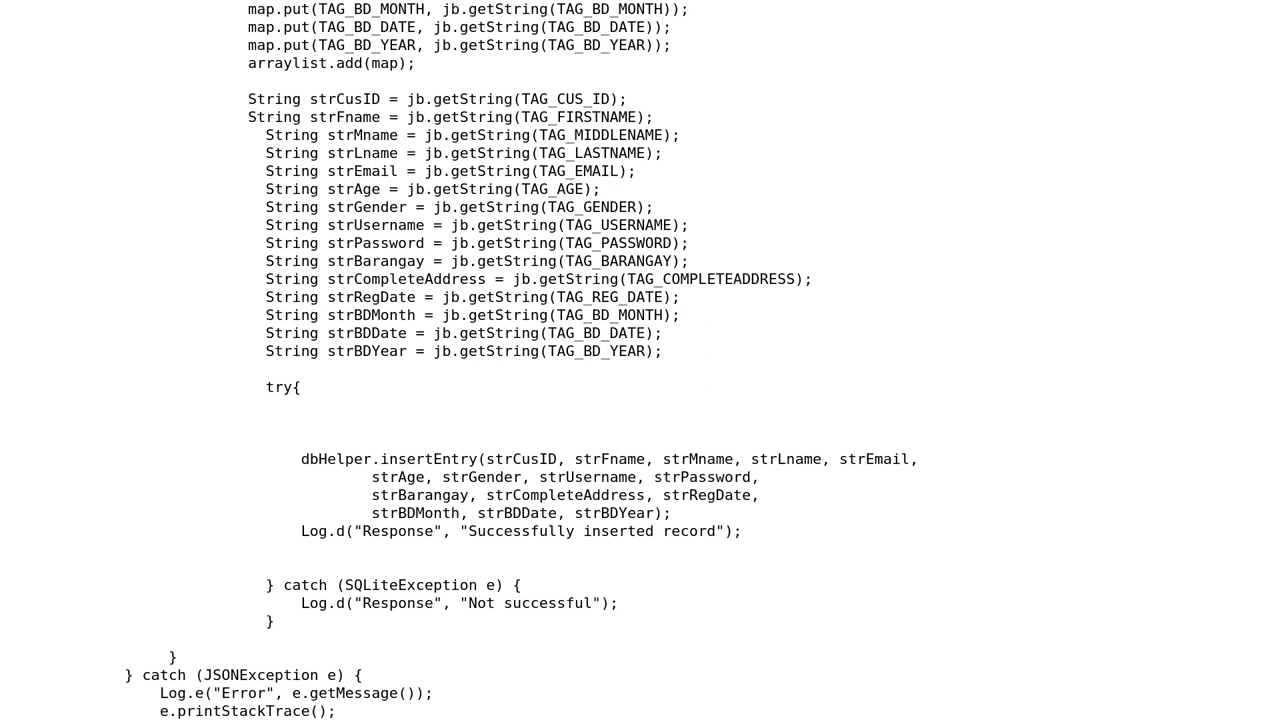 map.put(TAG_BD_MONTH, jb.getString(TAG_BD_MONTH));
map.put(TAG_BD_DATE, jb.getString(TAG_BD_DATE));
map.put(TAG_BD_YEAR, jb.getString(TAG_BD_YEAR));
arraylist.add(map);
String strCusID = jb.getString(TAG_CUS_ID);
String strFname = jb.getString(TAG_FIRSTNAME);
String strMname = jb.getString(TAG_MIDDLENAME);
String strLname = jb.getString(TAG_LASTNAME);
String strEmail = jb.getString(TAG_EMAIL);
String strAge = jb.getString(TAG_AGE);
String strGender = jb.getString(TAG_GENDER);
String strUsername = jb.getString(TAG_USERNAME);
String strPassword = jb.getString(TAG_PASSWORD);
String strBarangay = jb.getString(TAG_BARANGAY);
String strCompleteAddress = jb.getString(TAG_COMPLETEADDRESS);
String strRegDate = jb.getString(TAG_REG_DATE);
String strBDMonth = jb.getString(TAG_BD_MONTH);
String strBDDate = jb.getString(TAG_BD_DATE);
String strBDYear = jb.getString(TAG_BD_YEAR);
try{
dbHelper.insertEntry(strCusID, strFname, strMname, strLname, strEmail,
strAge, strGender, strUsername, strPassword,
strBarangay, strCompleteAddress, strRegDate,
strBDMonth, strBDDate, strBDYear);
Log.d("Response", "Successfully inserted record");
} catch (SQLiteException e) {
Log.d("Response", "Not successful");
}
}
} catch (JSONException e) {
Log.e("Error", e.getMessage());
e.printStackTrace();